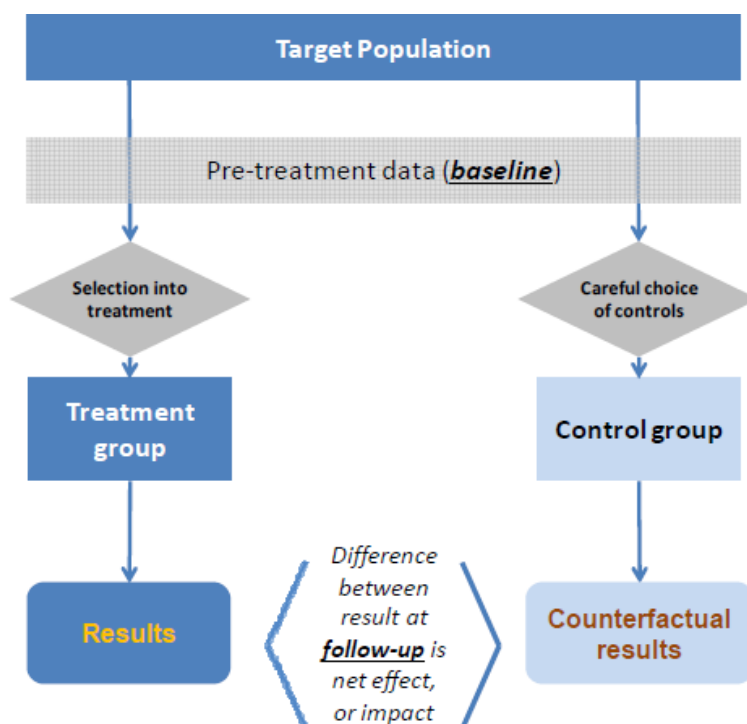 Target Population
Pre-treatment data (baseline)
Selection into
treatment
Careful choice
of controls
Treatment
group
Control group
Difference
between
result at
follow-up is
net effect,
or impact
Results
Counterfactual
results